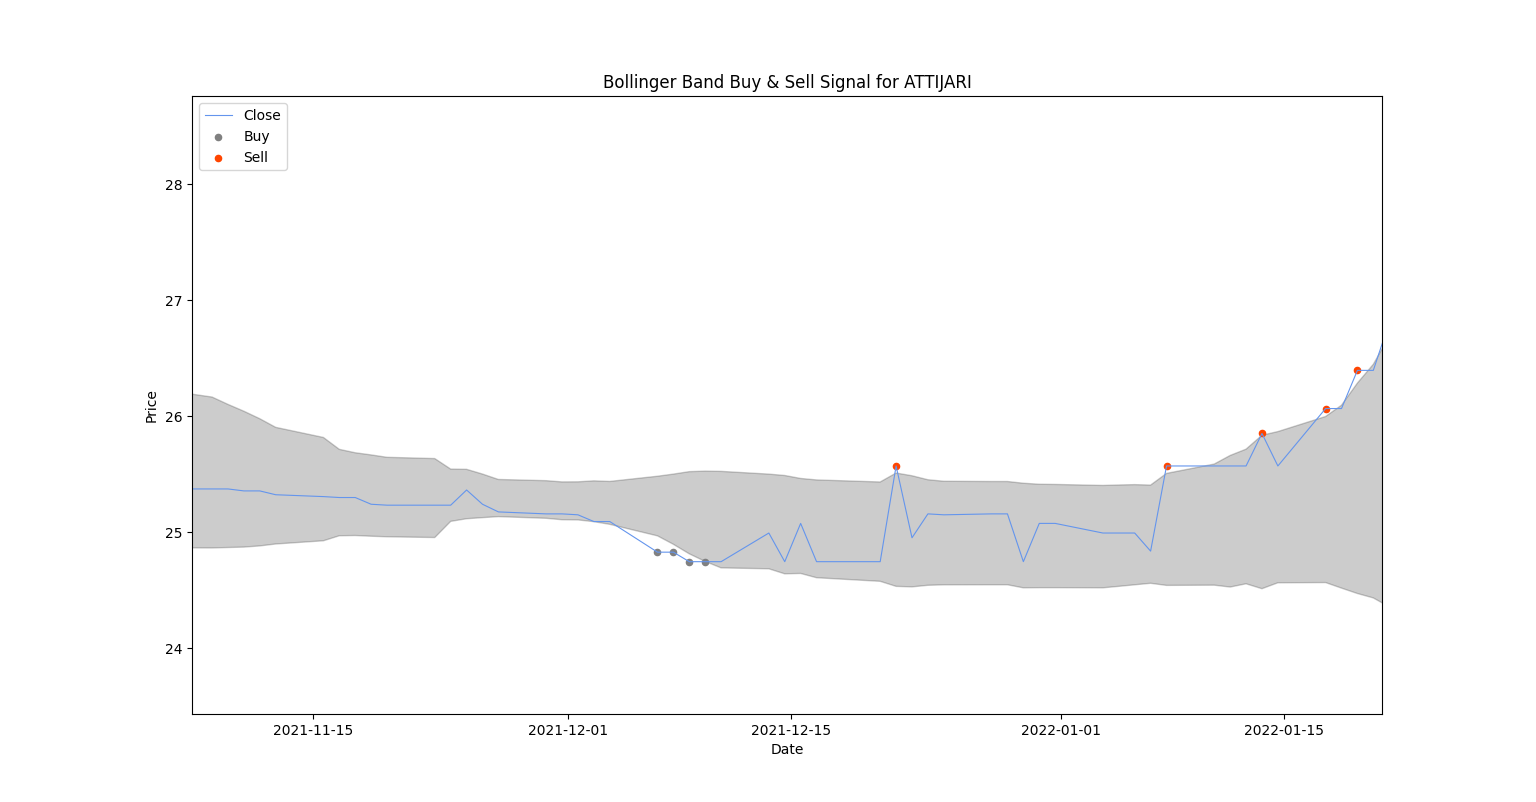 Bollinger Band Buy & Sell Signal for ATTIJARI
Close
Buy
Sell
28
27
26
25
24
Price
2021-11-15
2021-12-01
2021-12-15
2022-01-01
2022-01-15
Date